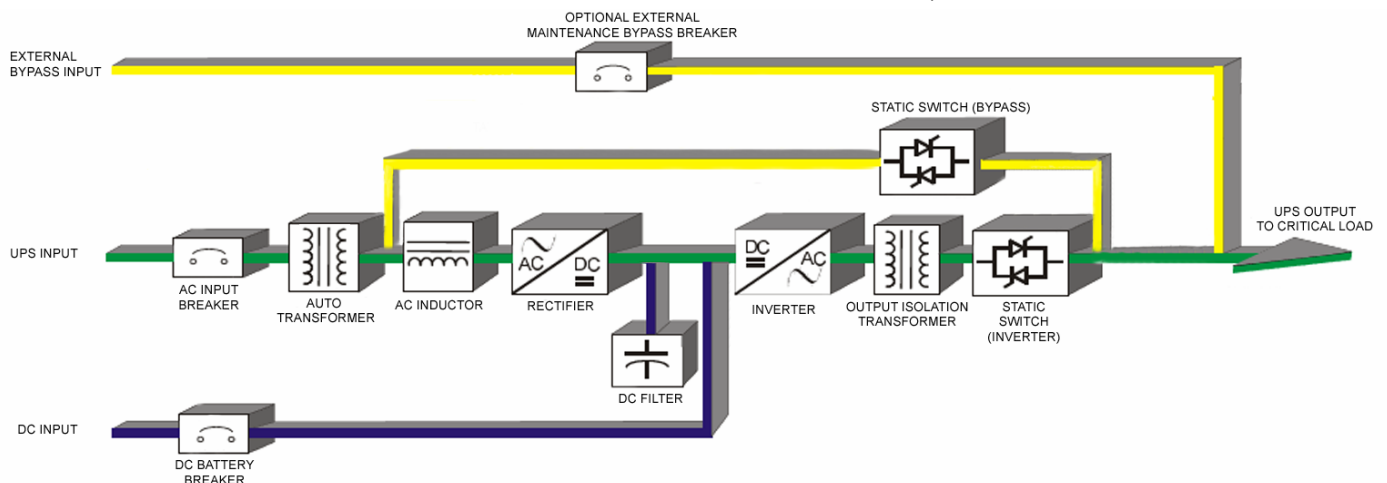 OPTIONAL EXTERNAL
MAINTENANCE BYPASS BREAKER
EXTERNAL
BYPASS INPUT
STATIC SWITCH (BYPASS)
UPS OUTPUT
TO CRITICAL LOAD
UPS INPUT
AC
DC
DC
AC
AC INPUT
BREAKER
AUTO
TRANSFORMER
AC INDUCTOR
RECTIFIER
INVERTER
OUTPUT ISOLATION
TRANSFORMER
STATIC
SWITCH
(INVERTER)
DC FILTER
DC INPUT
DC BATTERY
BREAKER